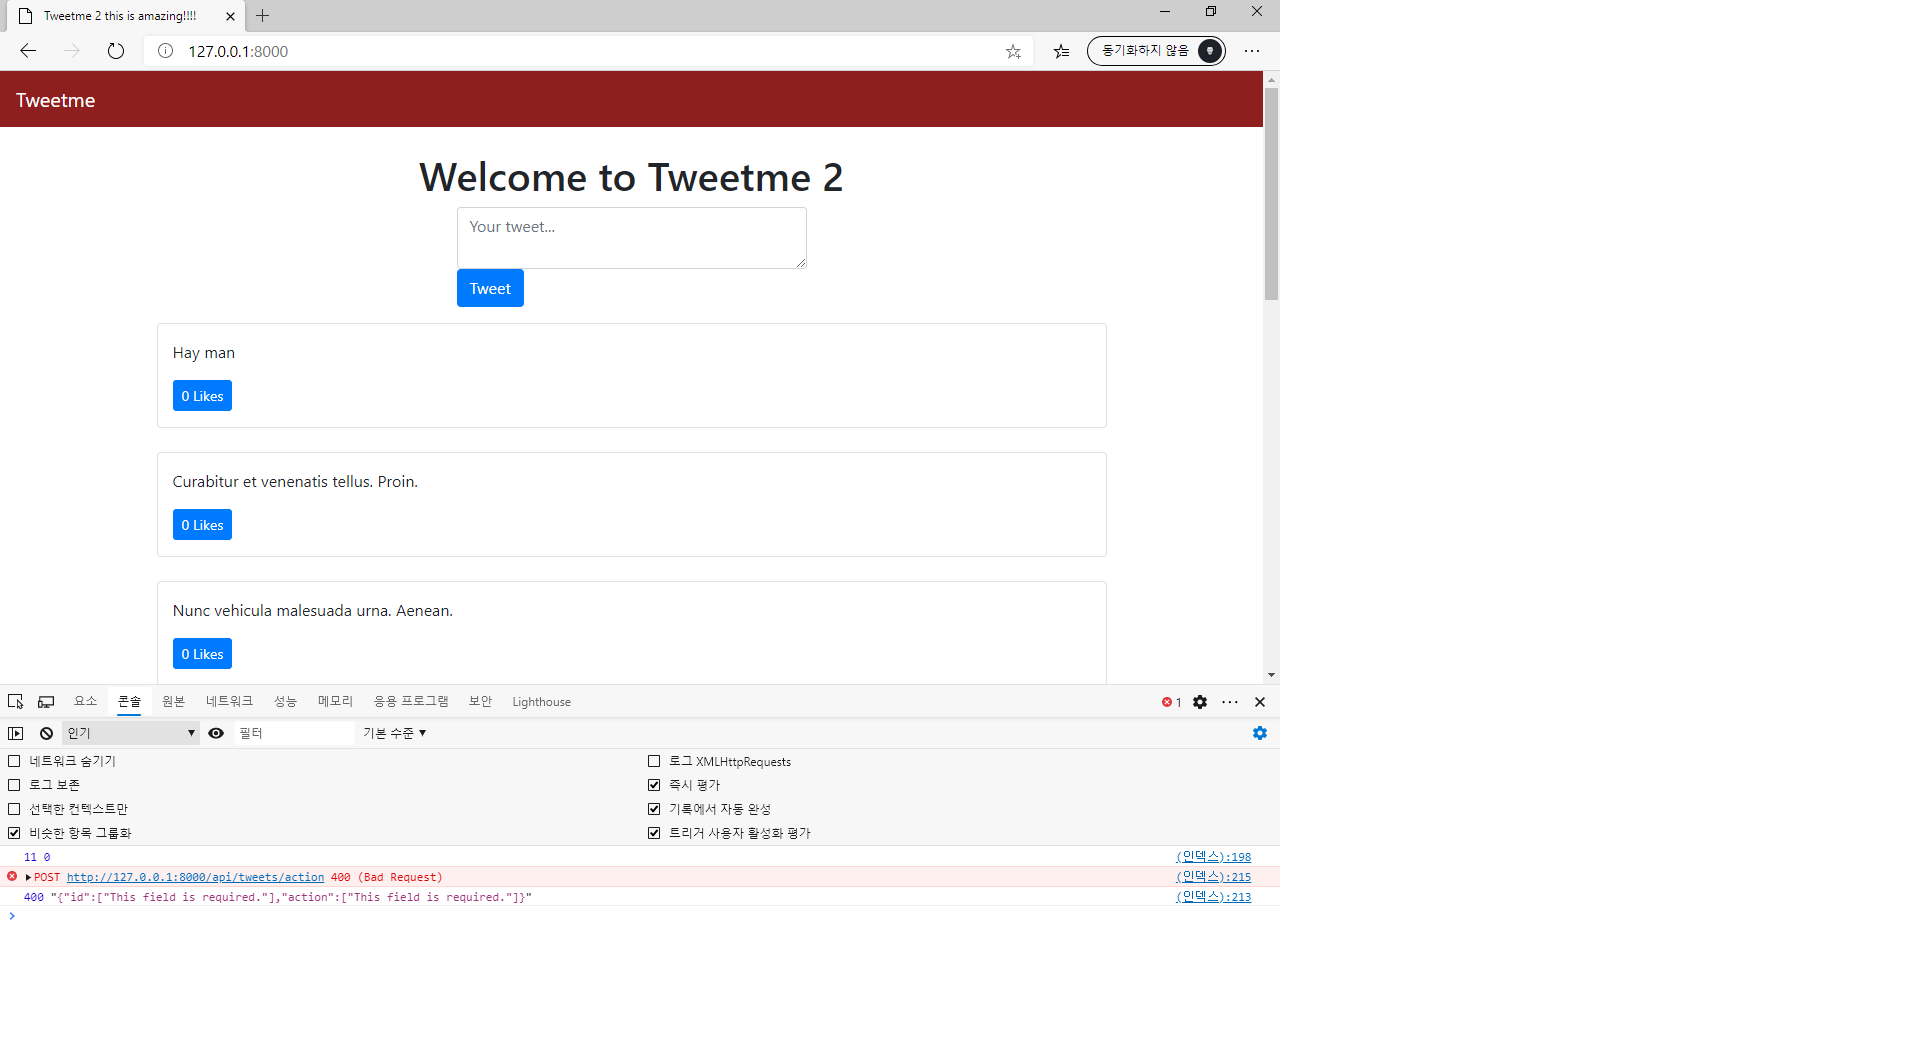 Tweetme 2 this is amazing!!!!
127.0.0.1:8000
동기화하지 않음
Tweetme
Welcome to Tweetme 2
Your tweet...
Tweet
Hay man
0 Likes
Curabitur et venenatis tellus. Proin.
0 Likes
Nunc vehicula malesuada urna. Aenean.
0 Likes
요소 콘솔 원본 네트워크 성능 메모리 응용 프로그램 보안 Lighthouse 1
인기 필터 기본 수준
네트워크 숨기기 로그 XMLHttpRequests
로그 보존 즉시 평가
선택한 컨텍스트만 기록에서 자동 완성
비슷한 항목 그룹화 트리거 사용자 활성화 평가
11 0 (인덱스):198
POST http://127.0.0.1:8000/api/tweets/action 400 (Bad Request) (인덱스):215
400 "{"id":["This field is required."],"action":["This field is required."]}" (인덱스):213